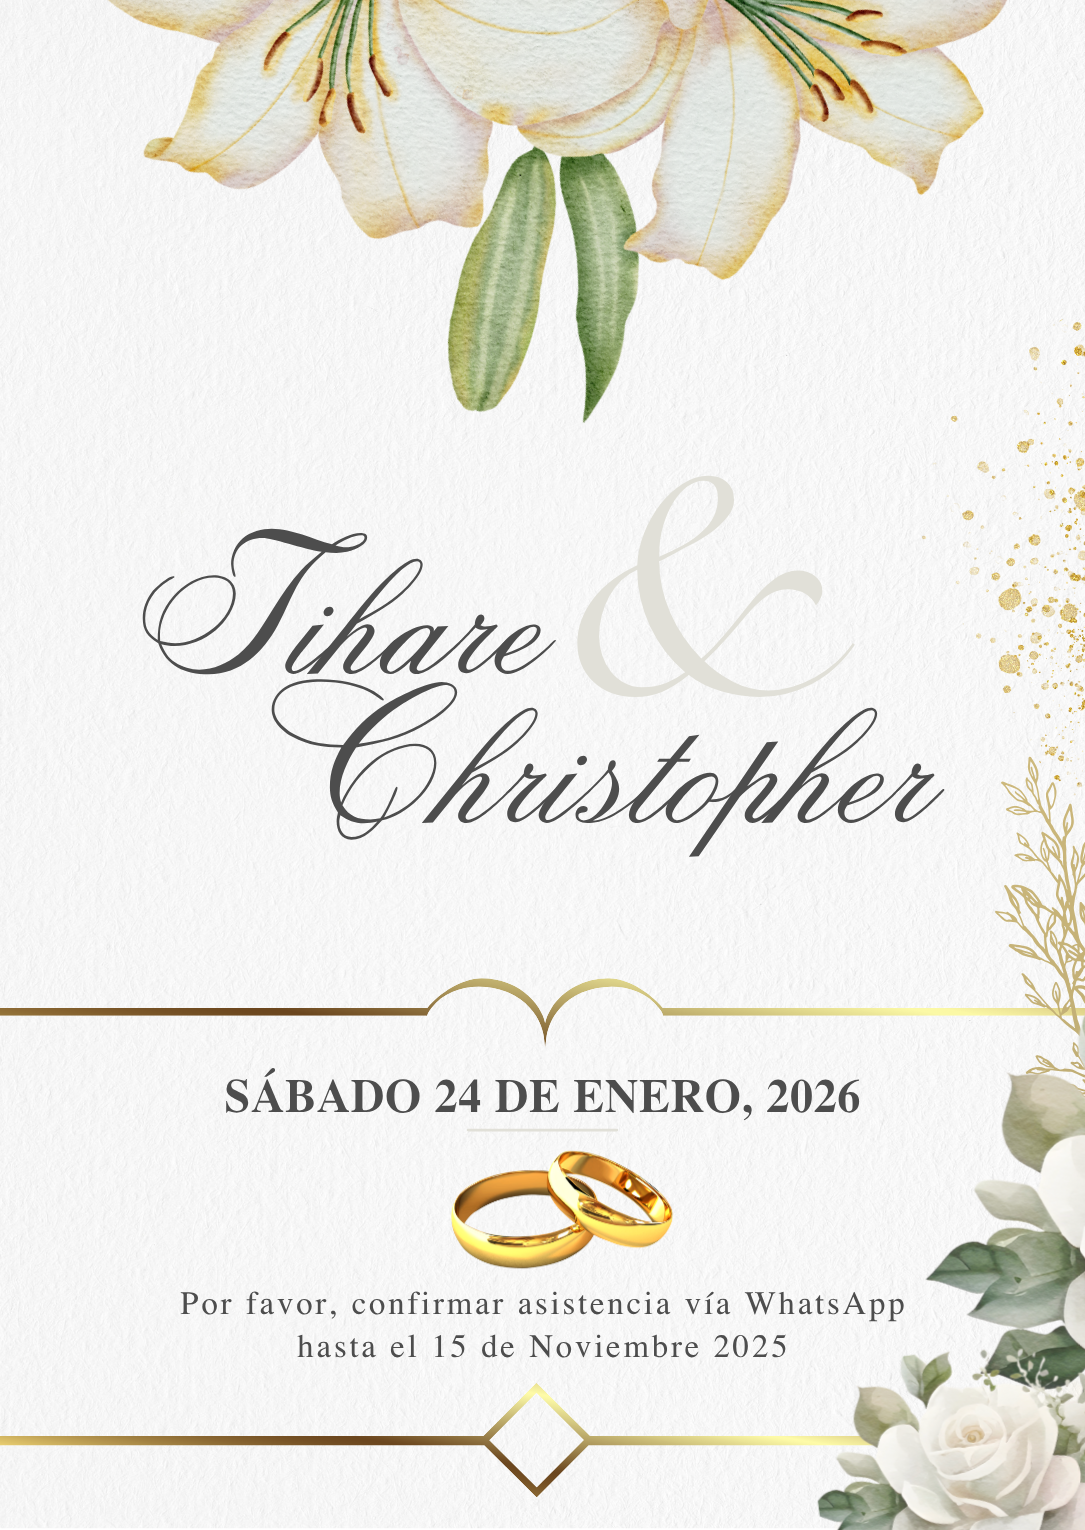 Tihare &
Christopher
SÁBADO 24 DE ENERO, 2026
Por favor, confirmar asistencia vía WhatsApp
hasta el 15 de Noviembre 2025